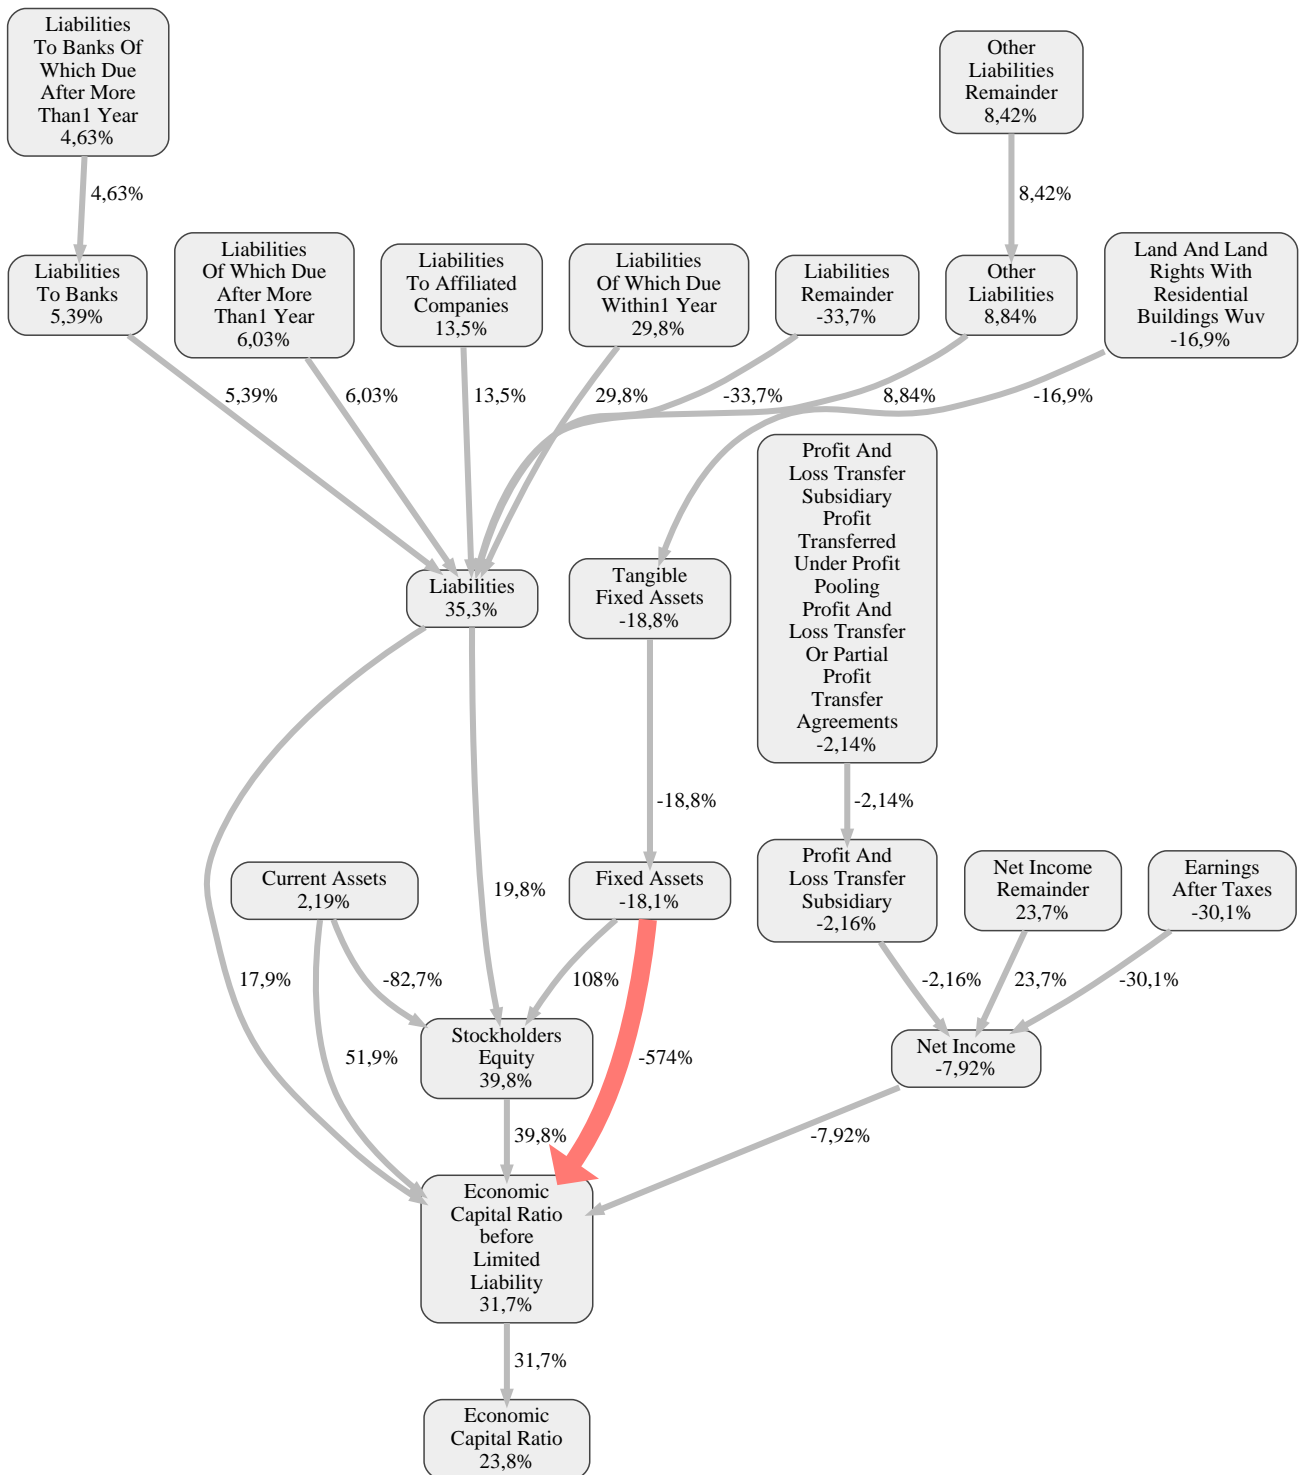 Liabilities
To Banks Of
Which Due
After More
Than1 Year
4,63%
Other
Liabilities
Remainder
8,42%
4,63%
8,42%
Liabilities
To Banks
5,39%
Liabilities
Of Which Due
After More
Than1 Year
6,03%
Liabilities
To Affiliated
Companies
13,5%
Liabilities
Of Which Due
Within1 Year
29,8%
Liabilities
Remainder
-33,7%
Other
Liabilities
8,84%
Land And Land
Rights With
Residential
Buildings Wuv
-16,9%
5,39%
6,03%
13,5%
29,8%
-33,7%
8,84%
-16,9%
Profit And
Loss Transfer
Subsidiary
Profit
Transferred
Under Profit
Pooling
Profit And
Loss Transfer
Or Partial
Profit
Transfer
Agreements
-2,14%
Liabilities
35,3%
Tangible
Fixed Assets
-18,8%
-18,8%
-2,14%
Current Assets
2,19%
19,8%
Fixed Assets
-18,1%
Profit And
Loss Transfer
Subsidiary
-2,16%
Net Income
Remainder
23,7%
Earnings
After Taxes
-30,1%
17,9%
-82,7%
108%
-2,16%
23,7%
-30,1%
51,9%
Stockholders
Equity
39,8%
-574%
Net Income
-7,92%
39,8%
-7,92%
Economic
Capital Ratio
before
Limited
Liability
31,7%
31,7%
Economic
Capital Ratio
23,8%